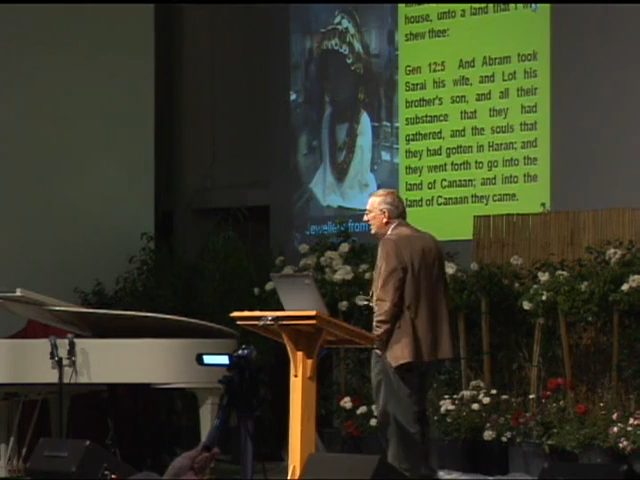 house, unto a land that I will
shew thee:
Gen 12:5 And Abram took
Sarai his wife, and Lot his
brother's son, and all their
substance that they had
gathered, and the souls that
they had gotten in Haran; and
they went forth to go into the
land of Canaan; and into the
land of Canaan they came.
Jewellery from